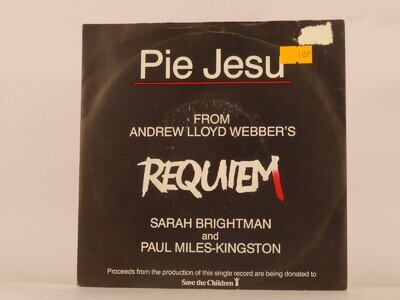 Pie Jesu
FROM
ANDREW LLOYD WEBBER'S
REQUIEM
SARAH BRIGHTMAN
and
PAUL MILES-KINGSTON
Proceeds from the production of this single record are being donated to
Save the Children